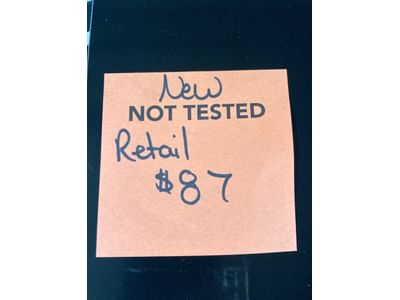 New
NOT TESTED
Retail
$87